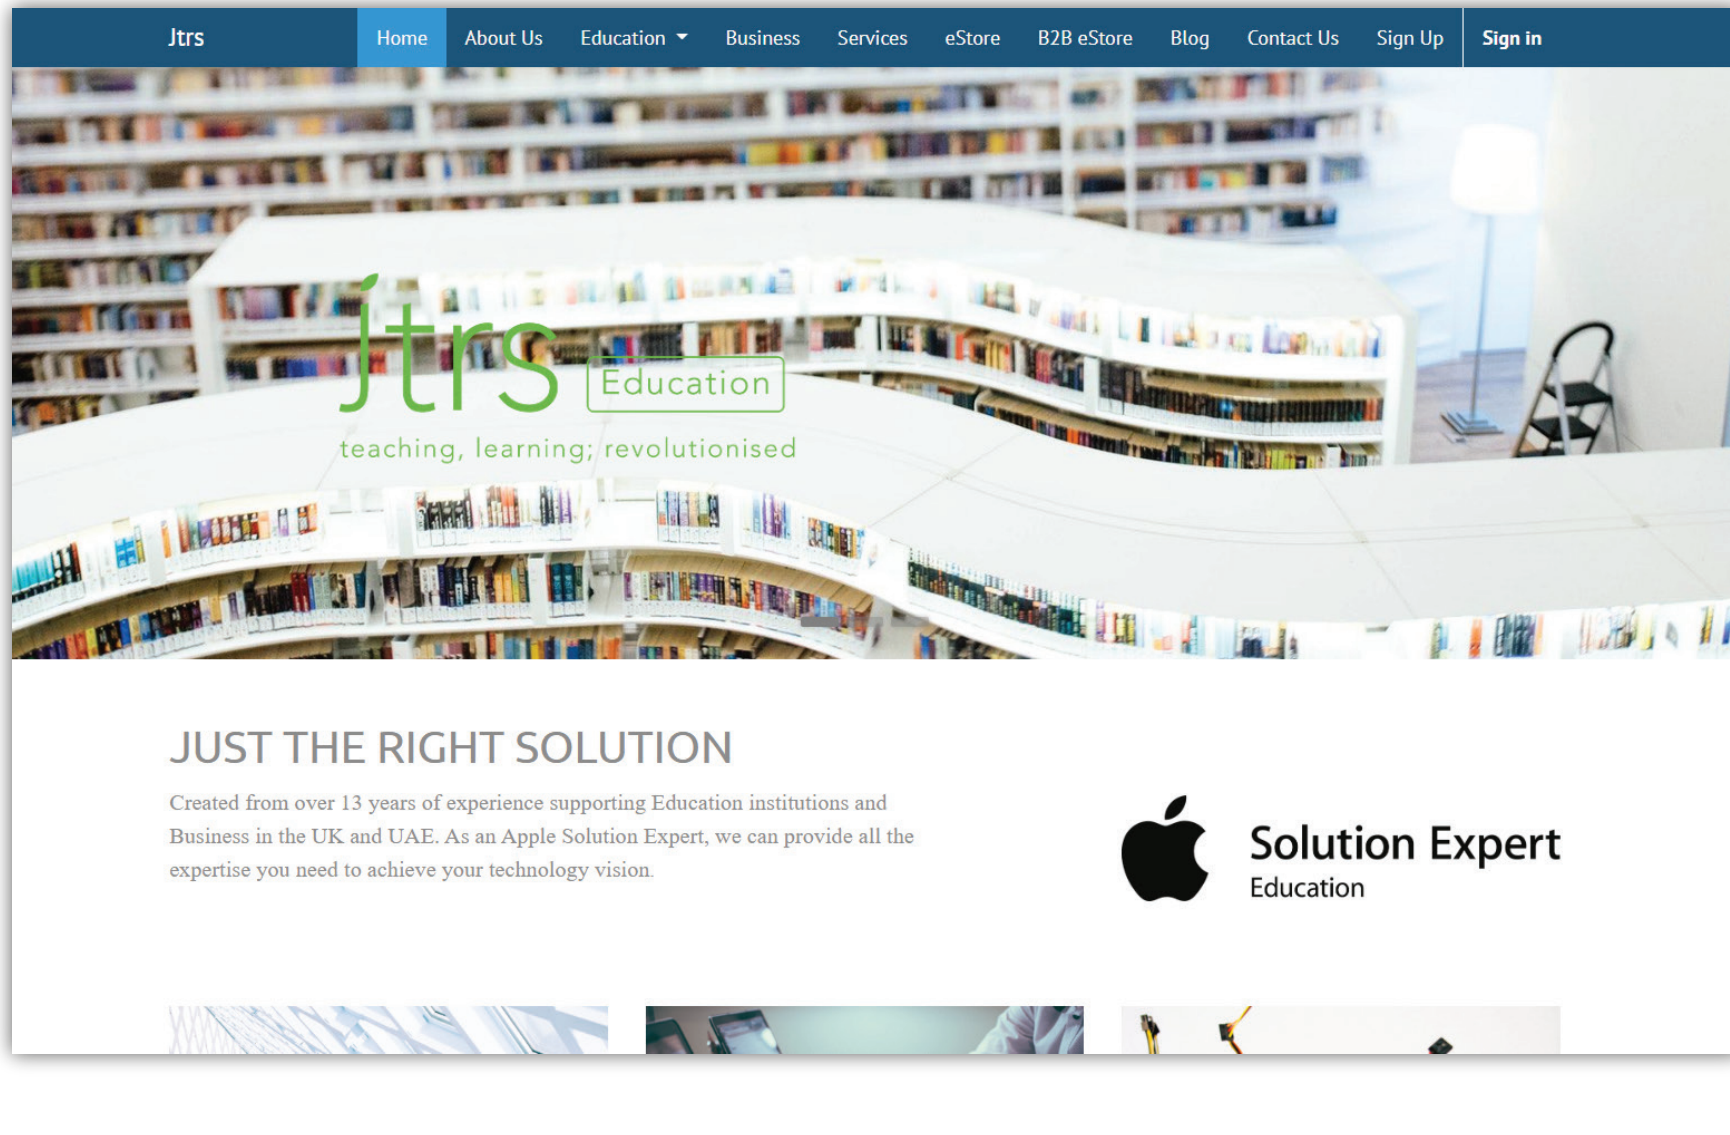 Jtrs
Home About Us Education Business Services eStore B2B eStore Blog Contact Us Sign Up Sign in
jtrs Education
teaching, learning; revolutionised
JUST THE RIGHT SOLUTION
Created from over 13 years of experience supporting Education institutions and
Business in the UK and UAE. As an Apple Solution Expert, we can provide all the
expertise you need to achieve your technology vision.
Solution Expert
Education